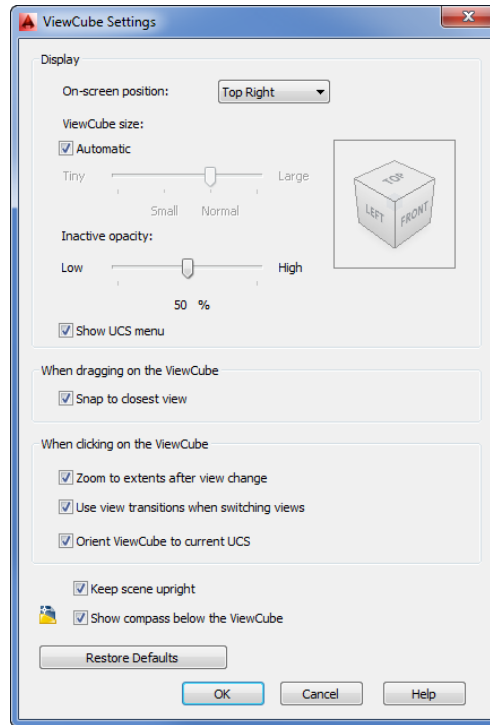 ViewCube Settings
Display
On-screen position: Top Right
ViewCube size:
Automatic
Tiny Large
Small Normal
TOP
LEFT FRONT
Inactive opacity:
Low High
50 %
Show UCS menu
When dragging on the ViewCube
Snap to closest view
When clicking on the ViewCube
Zoom to extents after view change
Use view transitions when switching views
Orient ViewCube to current UCS
Keep scene upright
Show compass below the ViewCube
Restore Defaults
OK Cancel Help